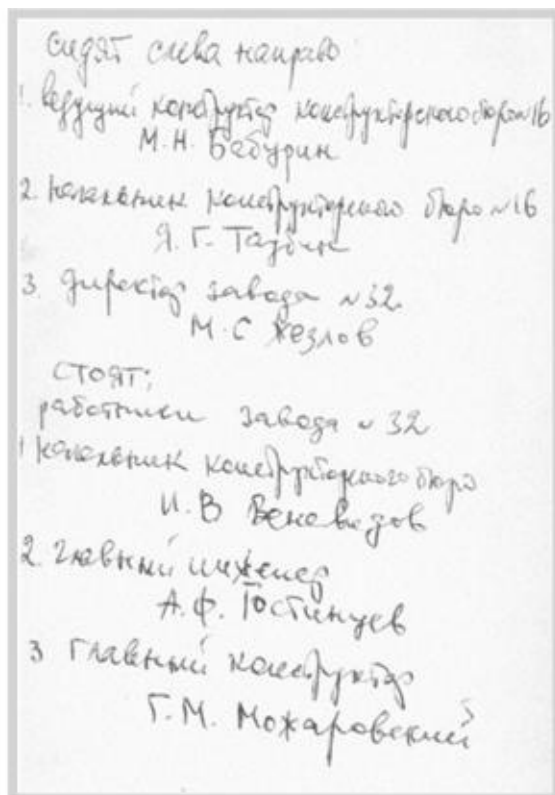 сидят слева направо:
1. ведущий конструктор конструкторского бюро №16
М.Н. Бабурин
2. начальник конструкторского бюро №16
Я.Г. Таубин
3. директор завода №32
М.С Жезлов
стоят:
работники завода №32
1 начальник конструкторского бюро
И.В Веневидов
2. главный инженер
А.Ф. Гостинцев
3 главный конструктор
Г.М. Можаровский